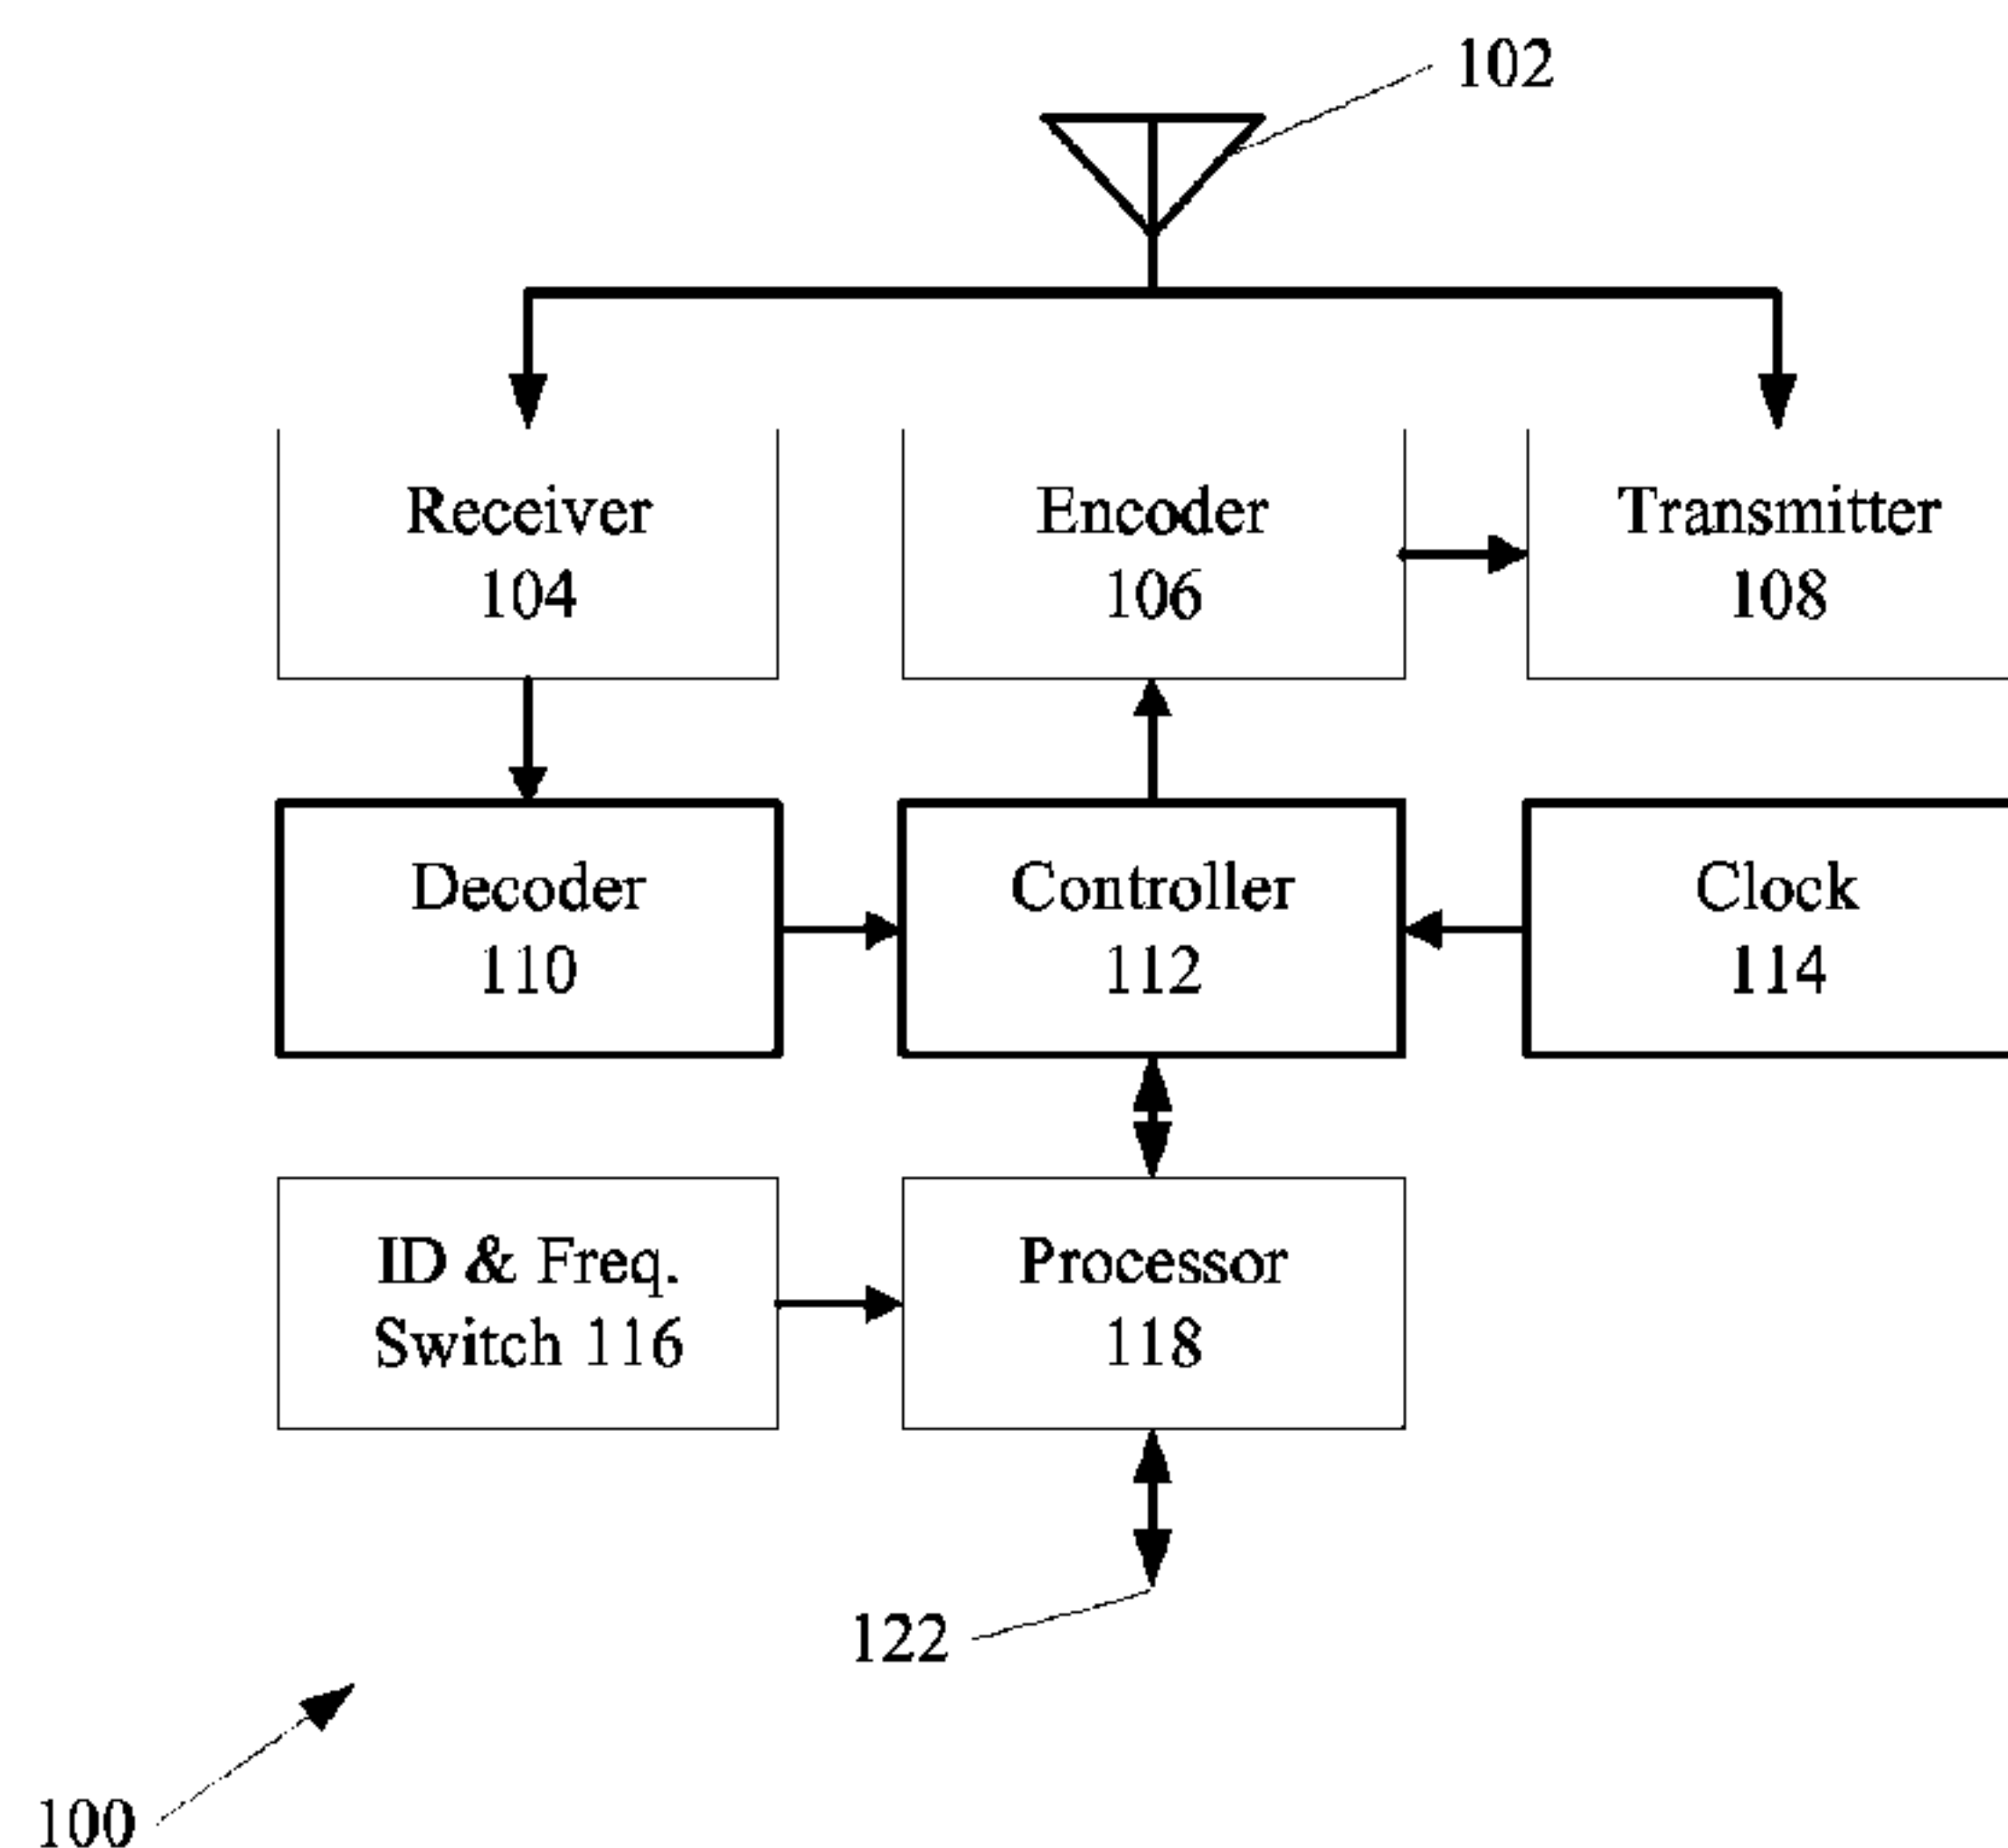 102
Receiver
104
Encoder
106
Transmitter
108
Decoder
110
Controller
112
Clock
114
ID & Freq.
Switch 116
Processor
118
122
100